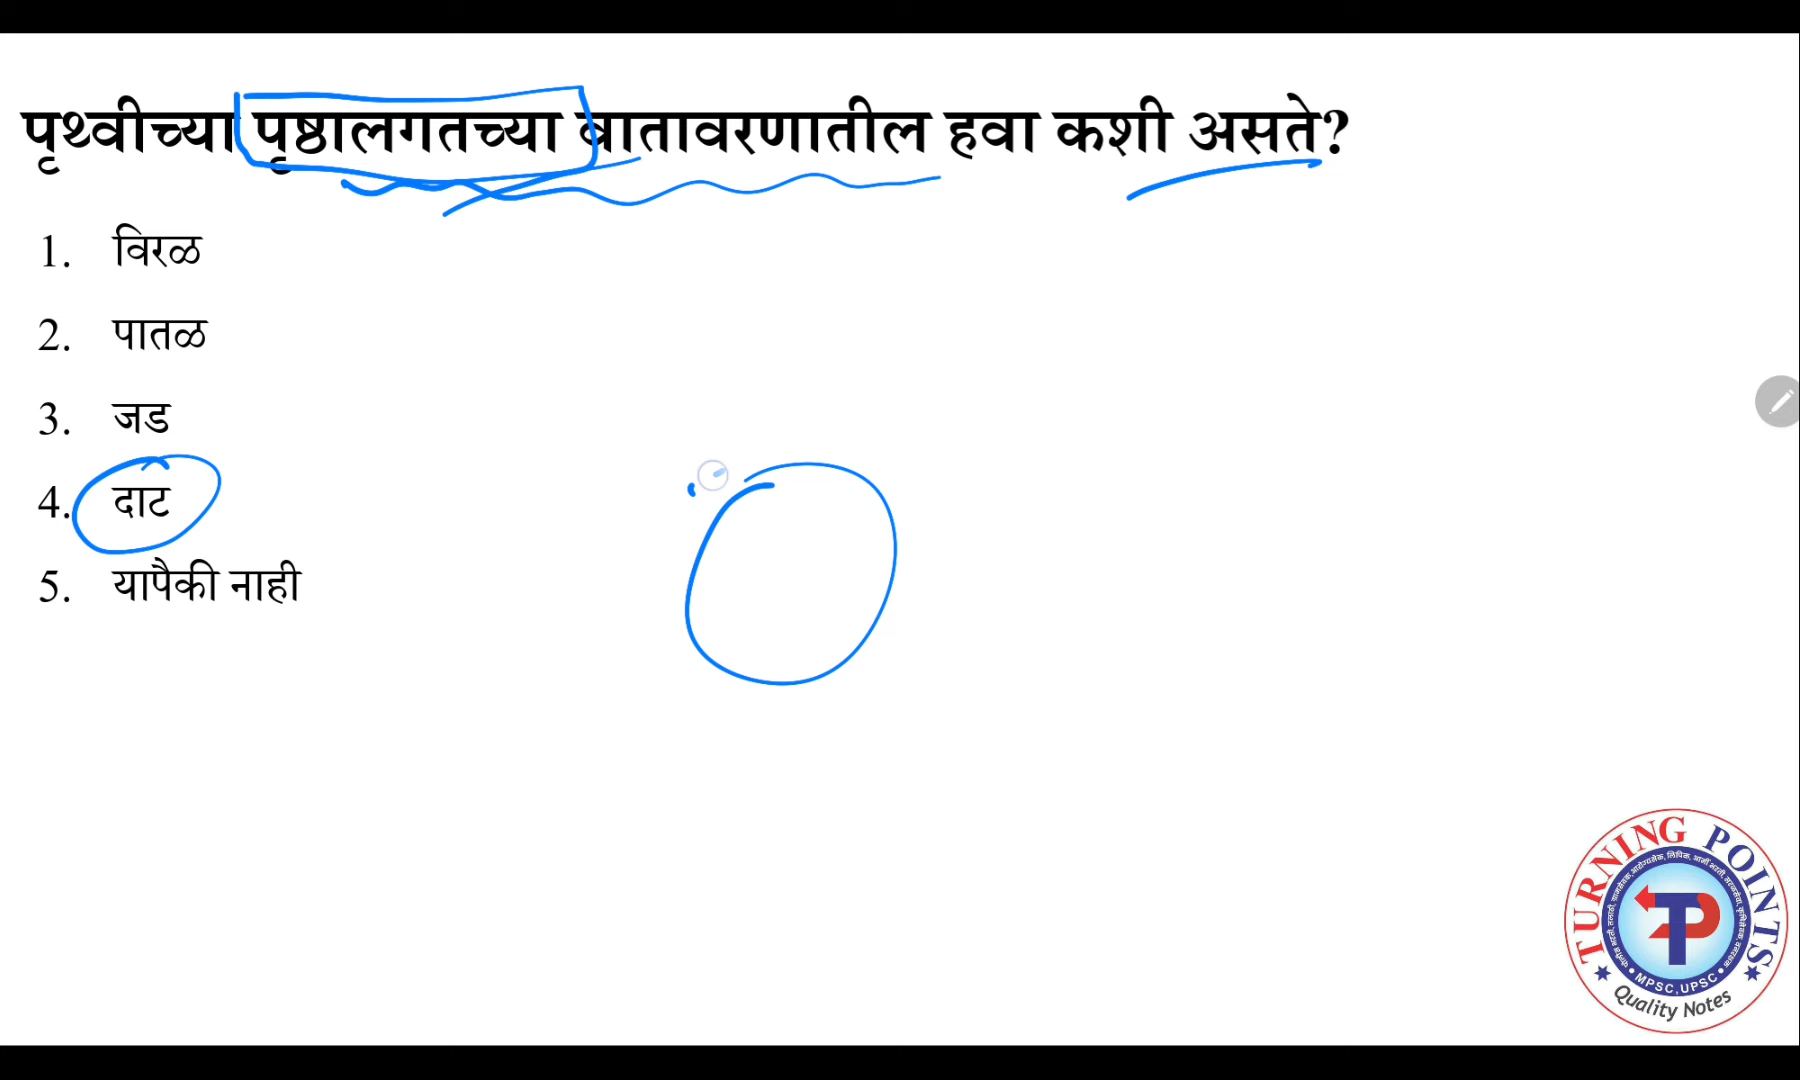 पृथ्वीच्या पृष्ठालगतच्या वातावरणातील हवा कशी असते?
1. विरळ
2. पातळ
3. जड
4. दाट
5. यापैकी नाही
TURNING POINTS
TP
MPSC, UPSC
Quality Notes